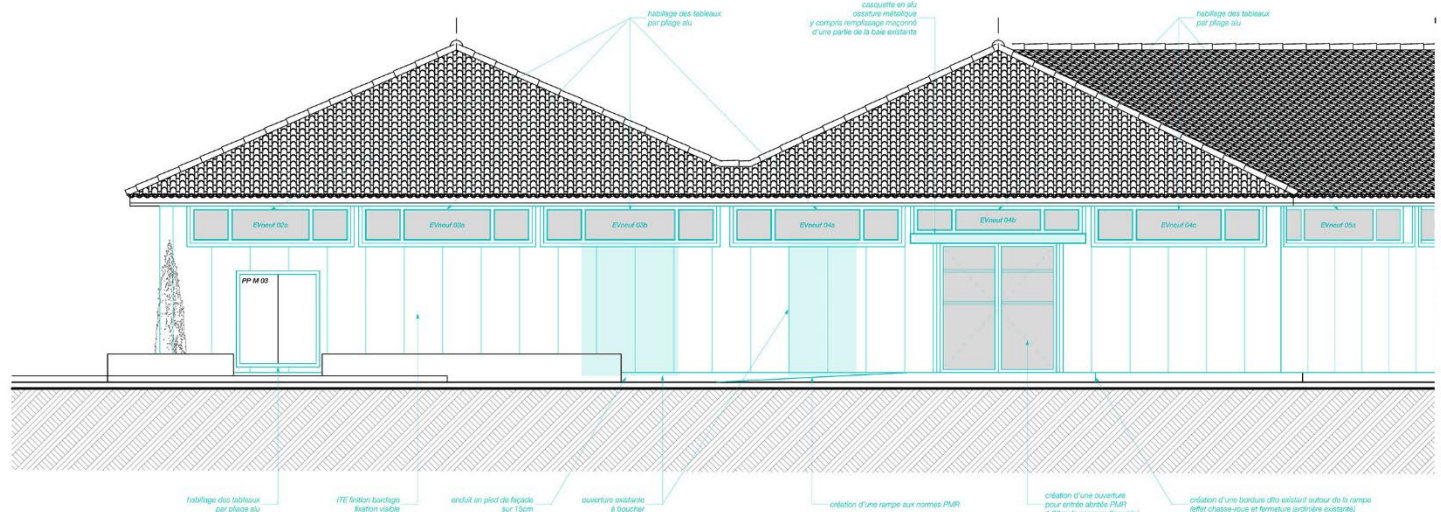 habillage des tableaux
par pliage alu
casquette en alu
ossature métallique
y compris remplissage maçonné
d'une partie de la baie existante
habillage des tableaux
par pliage alu
EVneuf 02a
EVneuf 03a
EVneuf 03b
EVneuf 04a
EVneuf 04b
EVneuf 04c
EVneuf 05a
PP M 03
habillage des tableaux
par pliage alu
ITE finition bardage
fixation visible
enduit en pied de façade
sur 15cm
ouverture existante
à boucher
création d'une rampe aux normes PMR
création d'une ouverture
pour entrée abritée PMR
création d'une bordure dito existant autour de la rampe
(effet chasse-roue et fermeture jardinière existante)